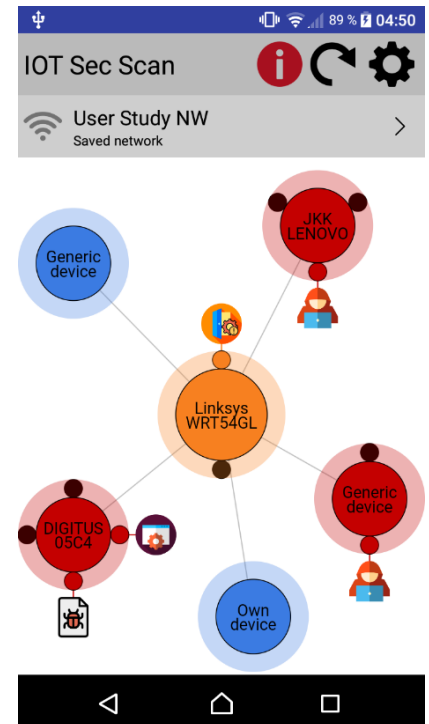 89 % 04:50
IOT Sec Scan
User Study NW
Saved network
JKK
LENOVO
Generic
device
Linksys
WRT54GL
Generic
device
DIGITUS
05C4
Own
device